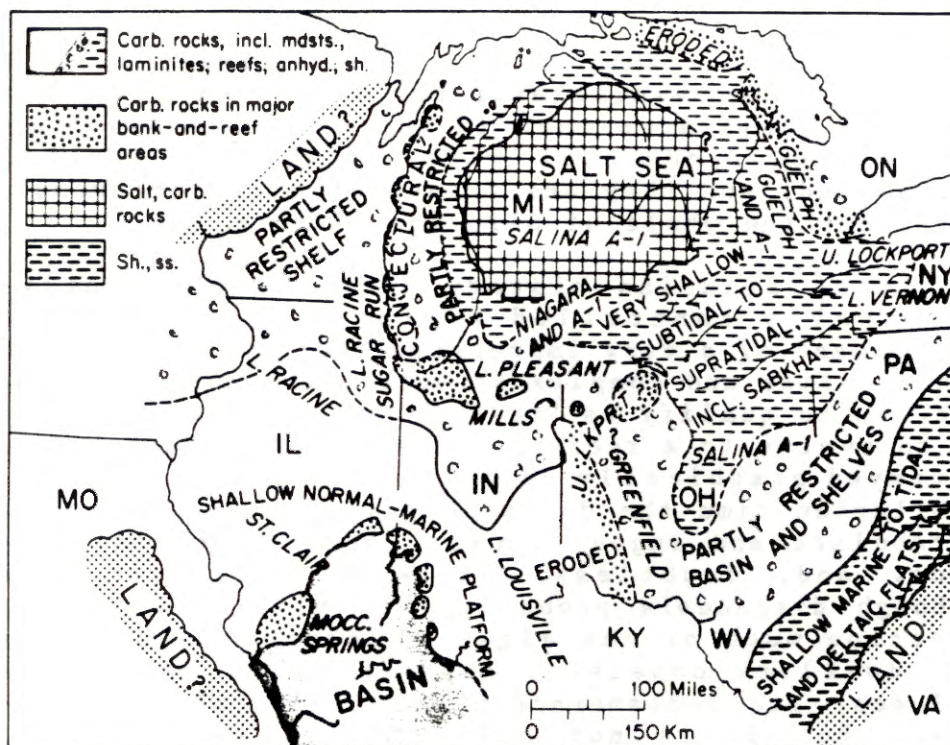 Carb. rocks, incl. mdsts.,
laminites; reefs; anhyd.; sh.
Carb. rocks in major
bank-and-reef
areas
Salt, carb.
rocks
Sh., ss.
LAND?
PARTLY
RESTRICTED
SHELF
CONJECTURAL
PARTLY RESTRICTED
ERODED
GUELPH
GUELPH
AND A-1
ON
SALT SEA
MI
SALINA A-1
U. LOCKPORT
NY
L. VERNON
NIAGARA
AND A-1
VERY SHALLOW
SUBTIDAL TO
SUPRATIDAL
INCL. SABKHA
SALINA A-1
L. RACINE
SUGAR RUN
L. RACINE
L. PLEASANT
MILLS
PA
IL
IN
MO
LKPRT.?
GREENFIELD
OH
PARTLY RESTRICTED
BASIN AND SHELVES
SHALLOW NORMAL-MARINE PLATFORM
ST. CLAIR
MOCC.
SPRINGS
BASIN
L. LOUISVILLE
ERODED
KY
WV
SHALLOW MARINE TO TIDAL
AND DELTAIC FLATS
LAND
VA
LAND?
0 100 Miles
0 150 Km